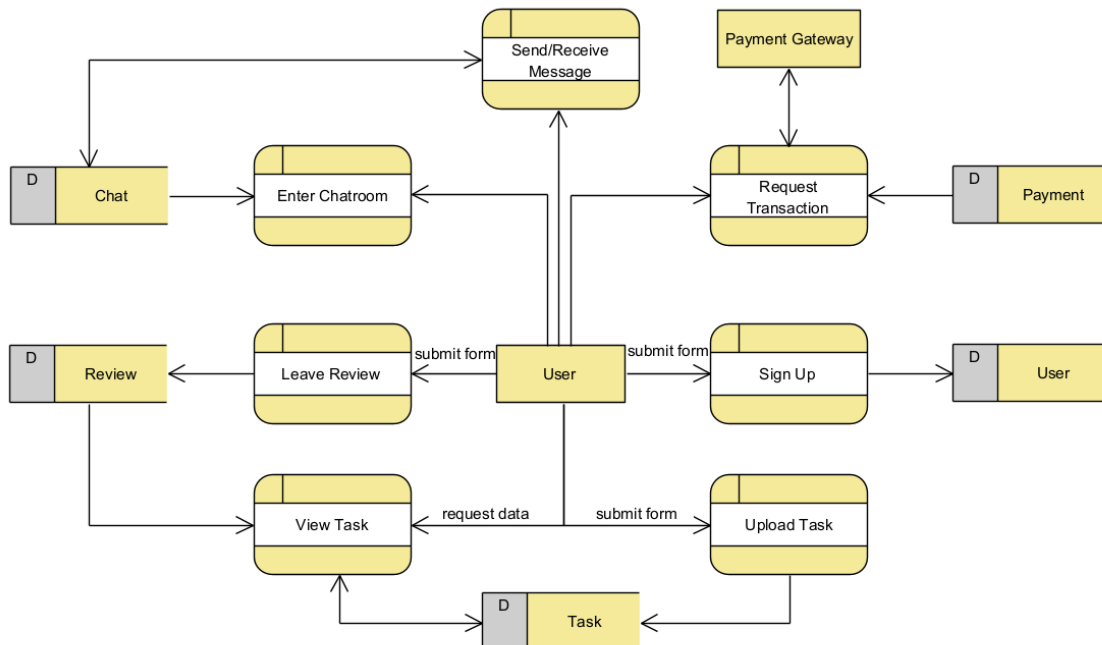 Send/Receive
Message
Payment Gateway
D
Chat
Enter Chatroom
Request
Transaction
D
Payment
D
Review
Leave Review
submit form
User
submit form
Sign Up
D
User
View Task
request data
submit form
Upload Task
D
Task